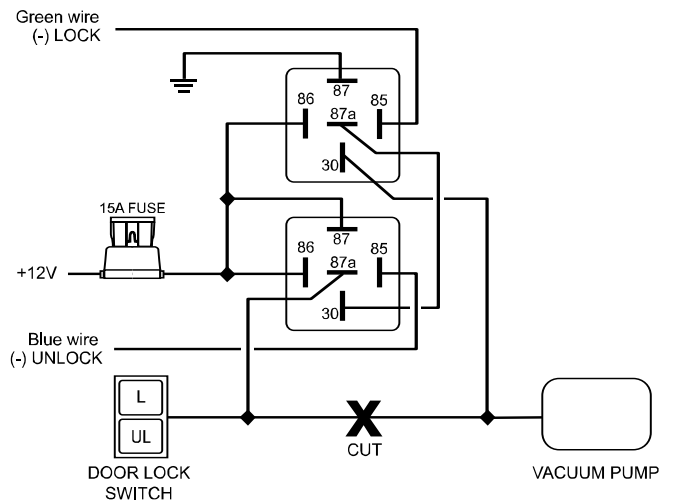 Green wire
(-) LOCK
87
86
87a
85
30
15A FUSE
87
86
87a
85
+12V
30
Blue wire
(-) UNLOCK
L
UL
CUT
DOOR LOCK
SWITCH
VACUUM PUMP